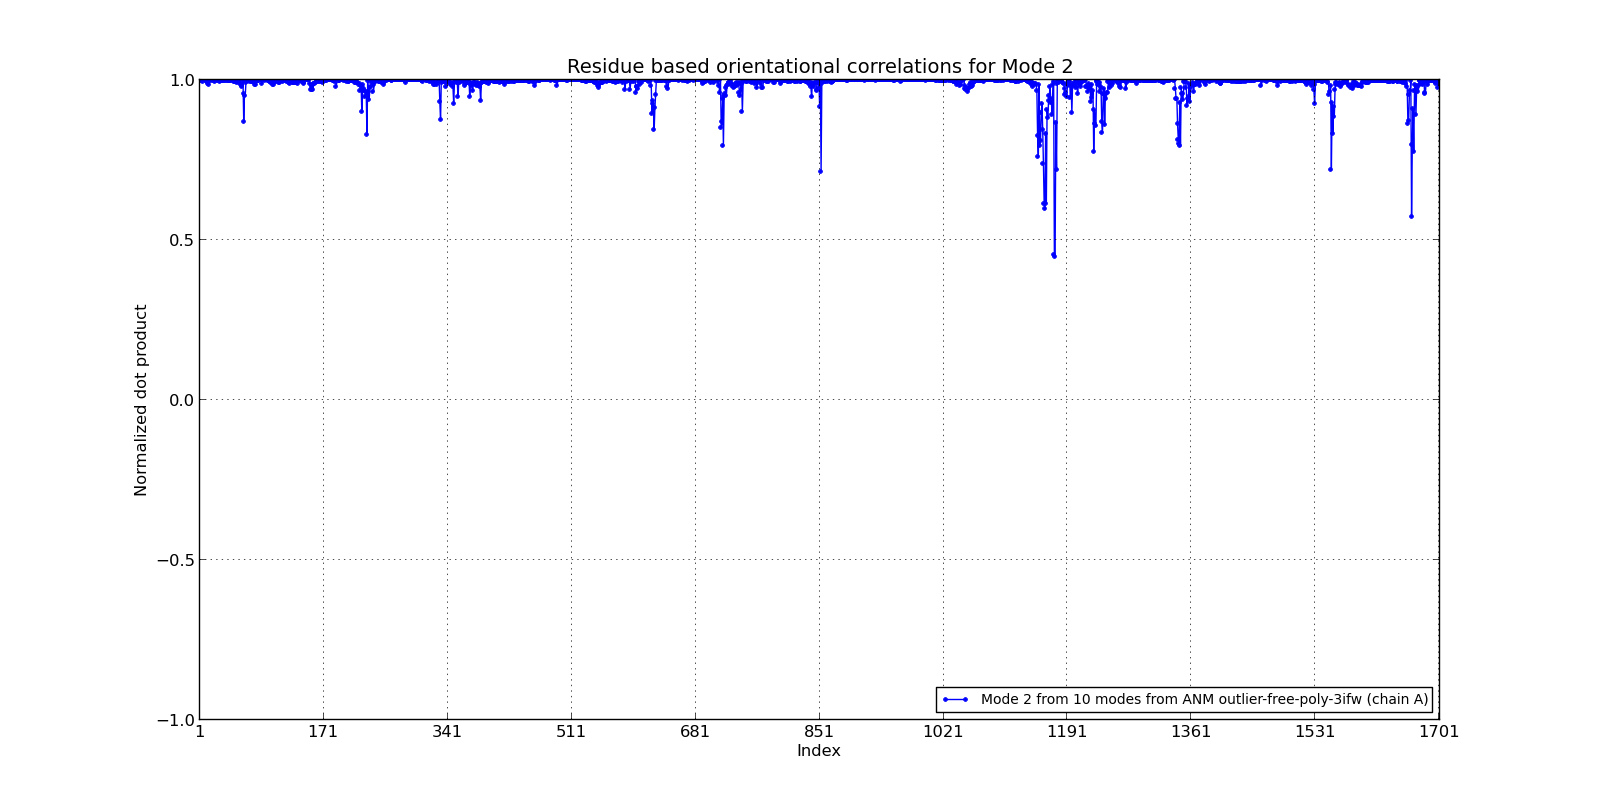 Residue based orientational correlations for Mode 2
1.0
0.5
0.0
−0.5
−1.0
Normalized dot product
1 171 341 511 681 851 1021 1191 1361 1531 1701
Index
Mode 2 from 10 modes from ANM outlier-free-poly-3ifw (chain A)